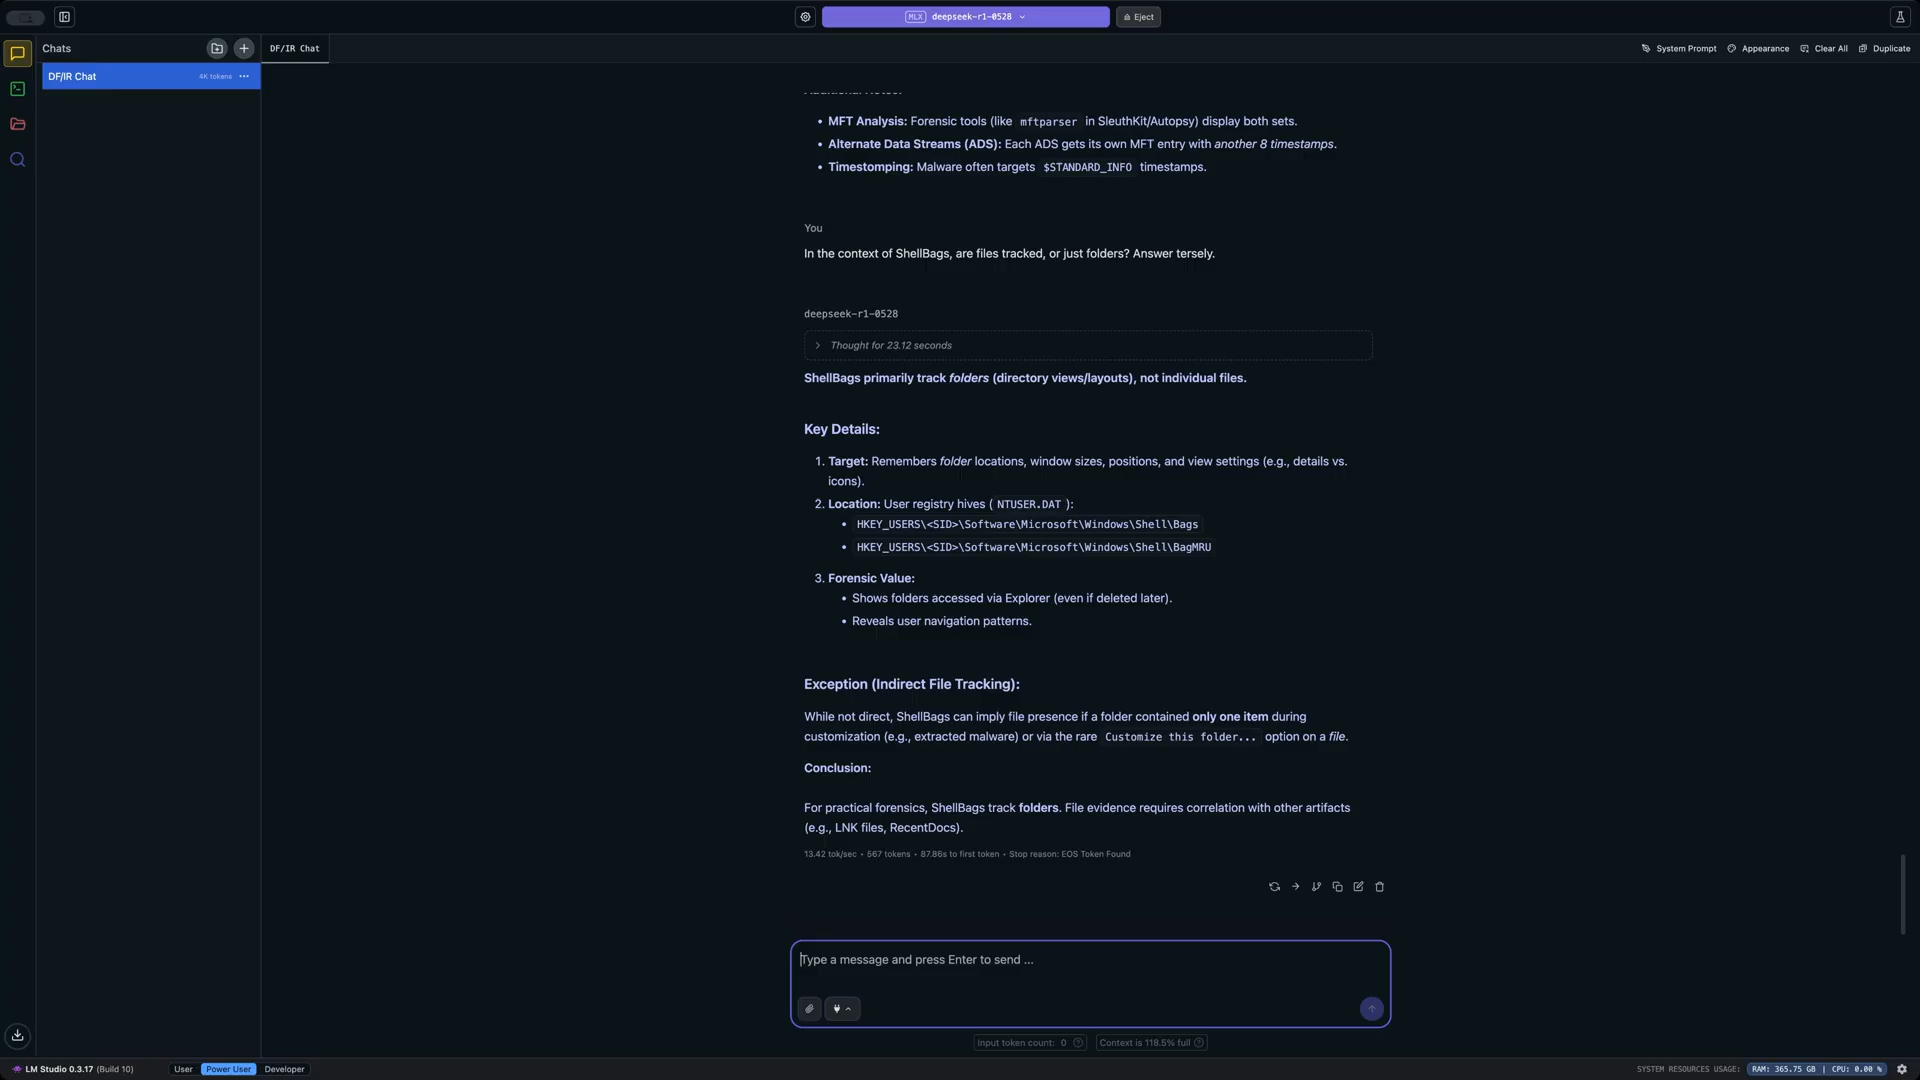 MLX deepseek-r1-0528
Eject
Chats
DF/IR Chat
System Prompt
Appearance
Clear All
Duplicate
DF/IR Chat 4K tokens
Additional Notes:
• MFT Analysis: Forensic tools (like mftparser in SleuthKit/Autopsy) display both sets.
• Alternate Data Streams (ADS): Each ADS gets its own MFT entry with another 8 timestamps.
• Timestomping: Malware often targets $STANDARD_INFO timestamps.
You
In the context of ShellBags, are files tracked, or just folders? Answer tersely.
deepseek-r1-0528
Thought for 23.12 seconds
ShellBags primarily track folders (directory views/layouts), not individual files.
Key Details:
1. Target: Remembers folder locations, window sizes, positions, and view settings (e.g., details vs.
icons).
2. Location: User registry hives ( NTUSER.DAT ):
• HKEY_USERS\<SID>\Software\Microsoft\Windows\Shell\Bags
• HKEY_USERS\<SID>\Software\Microsoft\Windows\Shell\BagMRU
3. Forensic Value:
• Shows folders accessed via Explorer (even if deleted later).
• Reveals user navigation patterns.
Exception (Indirect File Tracking):
While not direct, ShellBags can imply file presence if a folder contained only one item during
customization (e.g., extracted malware) or via the rare Customize this folder... option on a file.
Conclusion:
For practical forensics, ShellBags track folders. File evidence requires correlation with other artifacts
(e.g., LNK files, RecentDocs).
13.42 tok/sec • 567 tokens • 87.86s to first token • Stop reason: EOS Token Found
Type a message and press Enter to send ...
Input token count: 0
Context is 118.5% full
LM Studio 0.3.17 (Build 10)
User
Power User
Developer
SYSTEM RESOURCES USAGE: RAM: 365.75 GB | CPU: 0.00 %